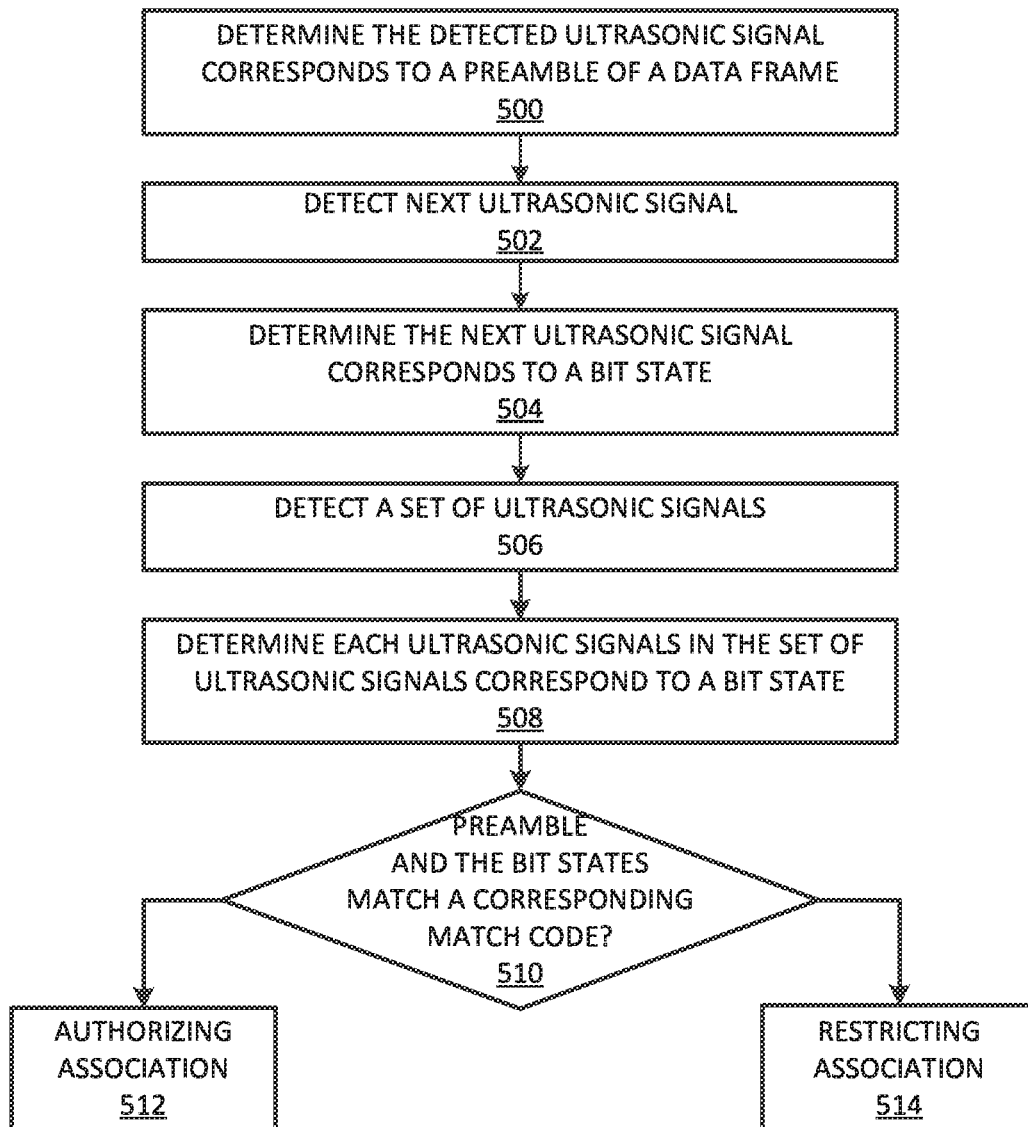 DETERMINE THE DETECTED ULTRASONIC SIGNAL
CORRESPONDS TO A PREAMBLE OF A DATA FRAME
500
DETECT NEXT ULTRASONIC SIGNAL
502
DETERMINE THE NEXT ULTRASONIC SIGNAL
CORRESPONDS TO A BIT STATE
504
DETECT A SET OF ULTRASONIC SIGNALS
506
DETERMINE EACH ULTRASONIC SIGNALS IN THE SET OF
ULTRASONIC SIGNALS CORRESPOND TO A BIT STATE
508
PREAMBLE
AND THE BIT STATES
MATCH A CORRESPONDING
MATCH CODE?
510
AUTHORIZING
ASSOCIATION
512
RESTRICTING
ASSOCIATION
514